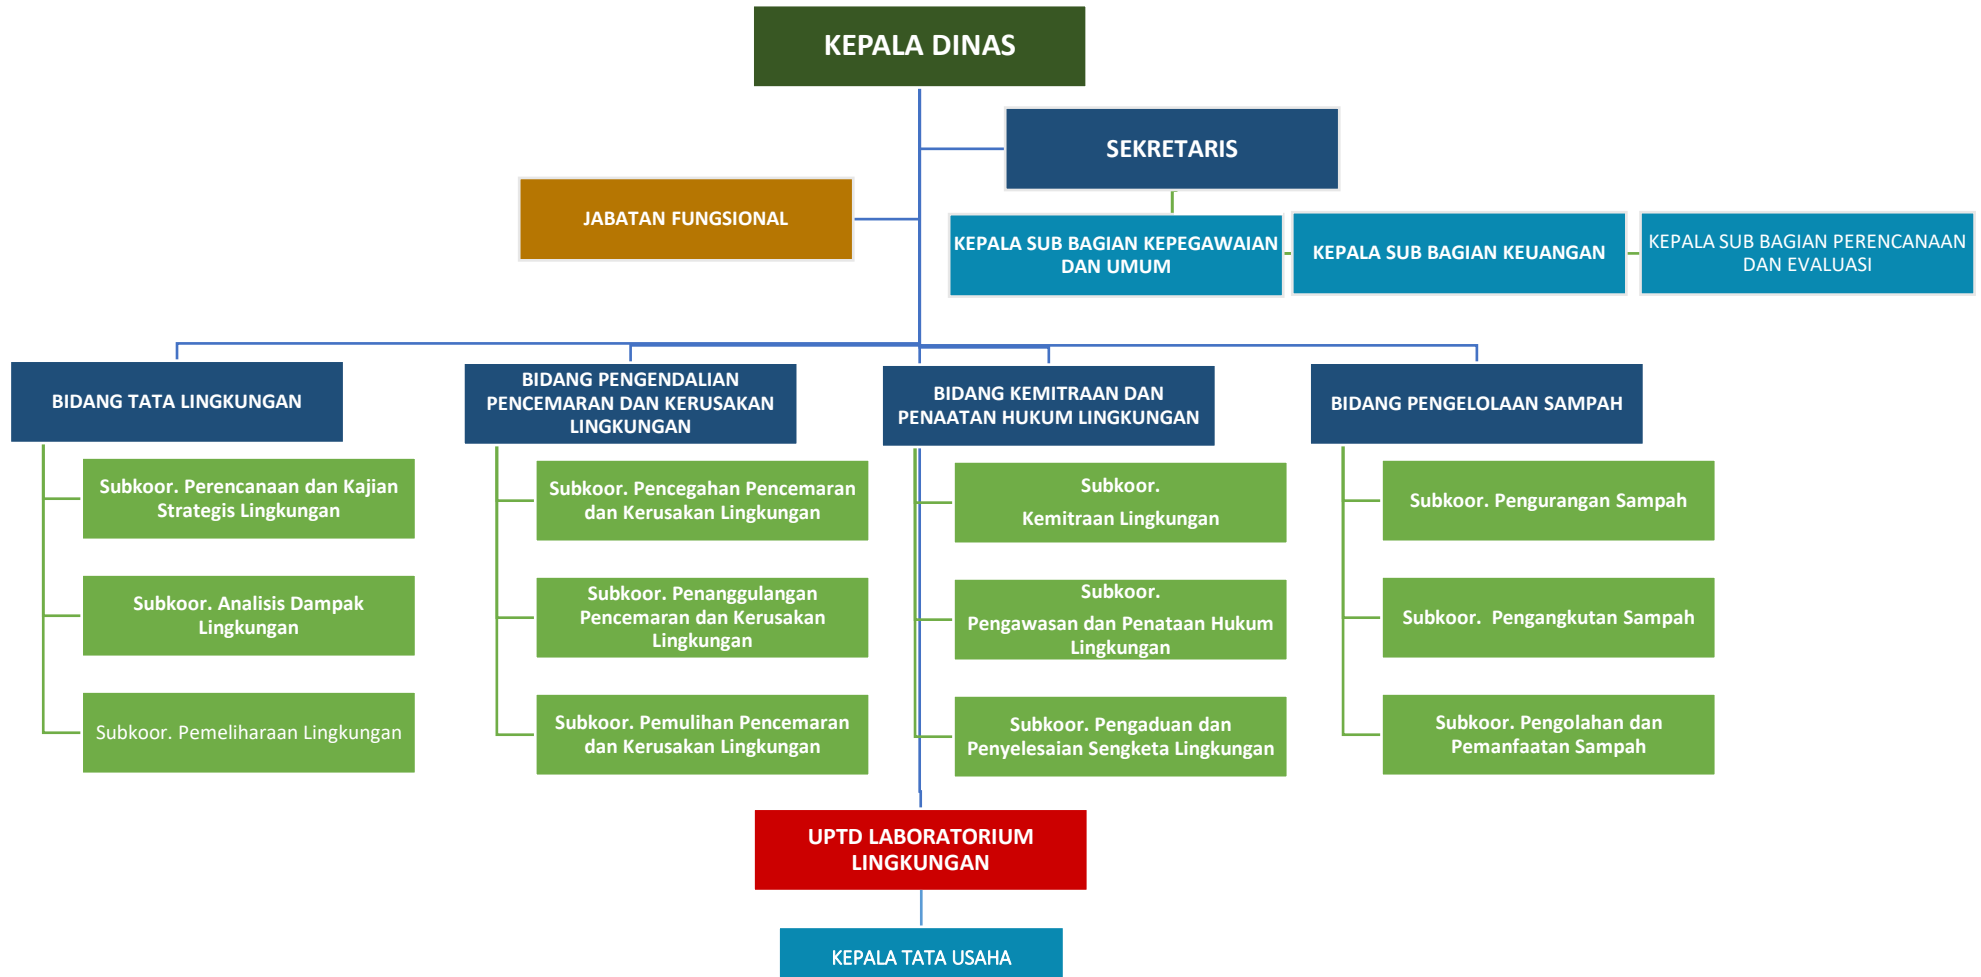 KEPALA DINAS
SEKRETARIS
JABATAN FUNGSIONAL
KEPALA SUB BAGIAN KEPEGAWAIAN
DAN UMUM
KEPALA SUB BAGIAN KEUANGAN
KEPALA SUB BAGIAN PERENCANAAN
DAN EVALUASI
BIDANG TATA LINGKUNGAN
Subkoor. Perencanaan dan Kajian
Strategis Lingkungan
Subkoor. Analisis Dampak
Lingkungan
Subkoor. Pemeliharaan Lingkungan
BIDANG PENGENDALIAN
PENCEMARAN DAN KERUSAKAN
LINGKUNGAN
Subkoor. Pencegahan Pencemaran
dan Kerusakan Lingkungan
Subkoor. Penanggulangan
Pencemaran dan Kerusakan
Lingkungan
Subkoor. Pemulihan Pencemaran
dan Kerusakan Lingkungan
BIDANG KEMITRAAN DAN
PENAATAN HUKUM LINGKUNGAN
Subkoor.
Kemitraan Lingkungan
Subkoor.
Pengawasan dan Penataan Hukum
Lingkungan
Subkoor. Pengaduan dan
Penyelesaian Sengketa Lingkungan
BIDANG PENGELOLAAN SAMPAH
Subkoor. Pengurangan Sampah
Subkoor.  Pengangkutan Sampah
Subkoor. Pengolahan dan
Pemanfaatan Sampah
UPTD LABORATORIUM
LINGKUNGAN
KEPALA TATA USAHA